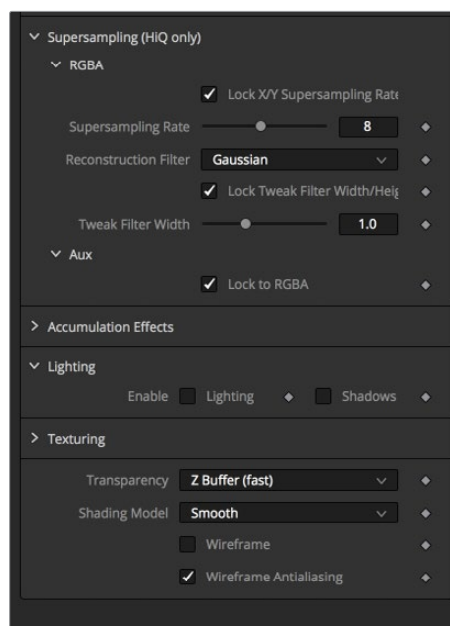 Supersampling (HiQ only)
RGBA
Lock X/Y Supersampling Rate
Supersampling Rate 8
Reconstruction Filter Gaussian
Lock Tweak Filter Width/Heig
Tweak Filter Width 1.0
Aux
Lock to RGBA
Accumulation Effects
Lighting
Enable Lighting Shadows
Texturing
Transparency Z Buffer (fast)
Shading Model Smooth
Wireframe
Wireframe Antialiasing